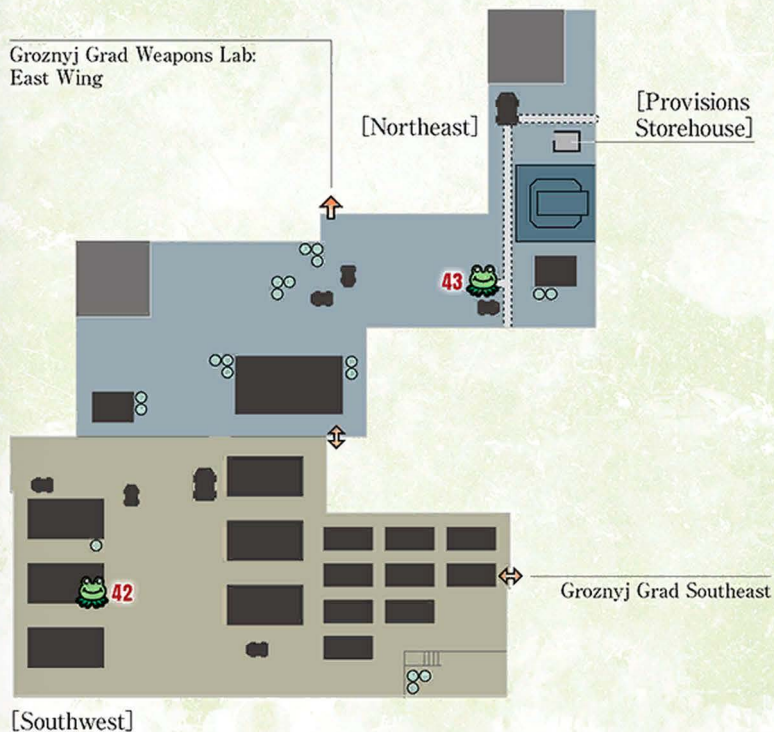 Groznyj Grad Weapons Lab:
East Wing
[Northeast]
[Provisions
Storehouse]
43
42
Groznyj Grad Southeast
[Southwest]